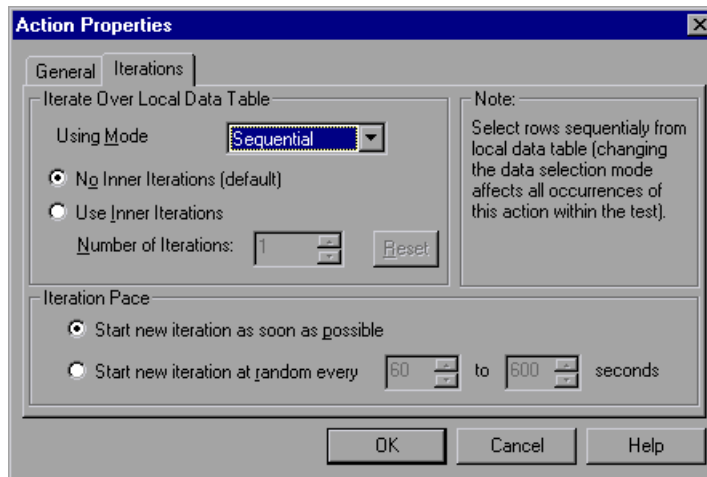 Action Properties
General
Iterations
Iterate Over Local Data Table
Using Mode
Sequential
No Inner Iterations (default)
Use Inner Iterations
Number of Iterations:
1
Reset
Note:
Select rows sequentialy from
local data table (changing
the data selection mode
affects all occurrences of
this action within the test).
Iteration Pace
Start new iteration as soon as possible
Start new iteration at random every 60 to 600 seconds
OK
Cancel
Help